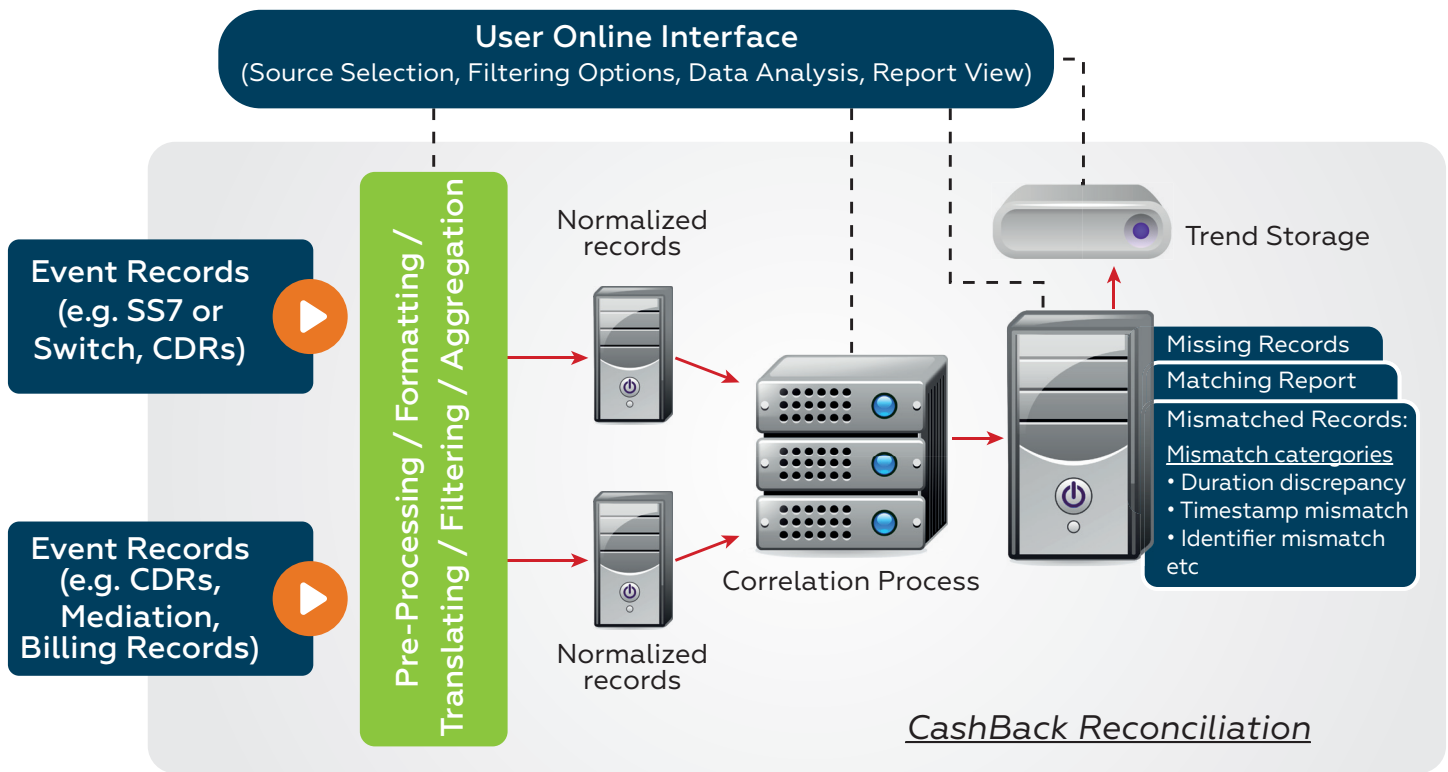 User Online Interface
(Source Selection, Filtering Options, Data Analysis, Report View)
Event Records
(e.g. SS7 or
Switch, CDRs)
Event Records
(e.g. CDRs,
Mediation,
Billing Records)
Pre-Processing / Formatting /
Translating / Filtering / Aggregation
Normalized
records
Normalized
records
Correlation Process
Trend Storage
Missing Records
Matching Report
Mismatched Records:
Mismatch catergories
• Duration discrepancy
• Timestamp mismatch
• Identifier mismatch
etc
CashBack Reconciliation